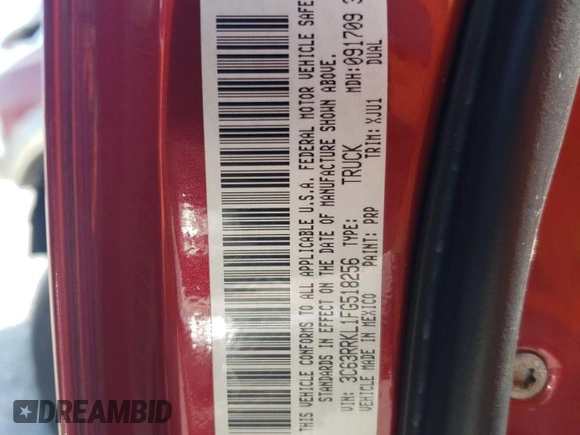 THIS VEHICLE CONFORMS TO ALL APPLICABLE U.S.A. FEDERAL MOTOR VEHICLE SAFE
STANDARDS IN EFFECT ON THE DATE OF MANUFACTURE SHOWN ABOVE.
VIN: 3C63RRKL1FG518256 TYPE: TRUCK MDH:091709 3
VEHICLE MADE IN MEXICO PAINT: PRP TRIM: XJU1 DUAL
DREAMBID